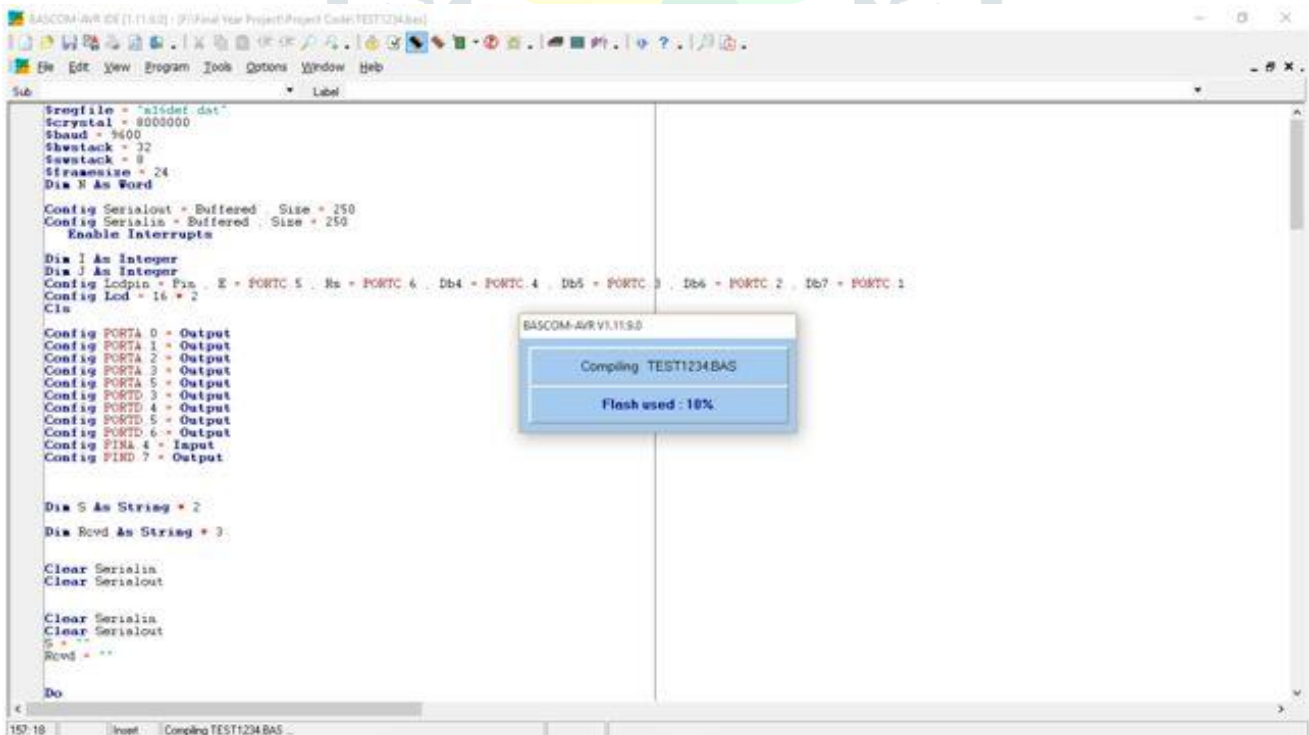 BASCOM-AVR IDE [1.11.9.0] - [F:\Final Year Project\Project Code\TEST1234.bas]
File Edit View Program Tools Options Window Help
Sub Label
$regfile = "m16def.dat"
$crystal = 8000000
$baud = 9600
$hwstack = 32
$swstack = 8
$framesize = 24
Dim N As Word
Config Serialout = Buffered , Size = 250
Config Serialin = Buffered , Size = 250
Enable Interrupts
Dim I As Integer
Dim J As Integer
Config Lcdpin = Pin , E = PORTC.5 , Rs = PORTC.6 , Db4 = PORTC.4 , Db5 = PORTC.3 , Db6 = PORTC.2 , Db7 = PORTC.1
Config Lcd = 16 * 2
Cls
Config PORTA.0 = Output
Config PORTA.1 = Output
Config PORTA.2 = Output
Config PORTA.3 = Output
Config PORTA.5 = Output
Config PORTD.3 = Output
Config PORTD.4 = Output
Config PORTD.5 = Output
Config PORTD.6 = Output
Config PINA.4 = Input
Config PIND.7 = Output
BASCOM-AVR V1.11.9.0
Compiling TEST1234.BAS
Flash used : 18%
Dim S As String * 2
Dim Rcvd As String * 3
Clear Serialin
Clear Serialout
Clear Serialin
Clear Serialout
S = ""
Rcvd = ""
Do
157: 18 Insert Compiling TEST1234.BAS ...